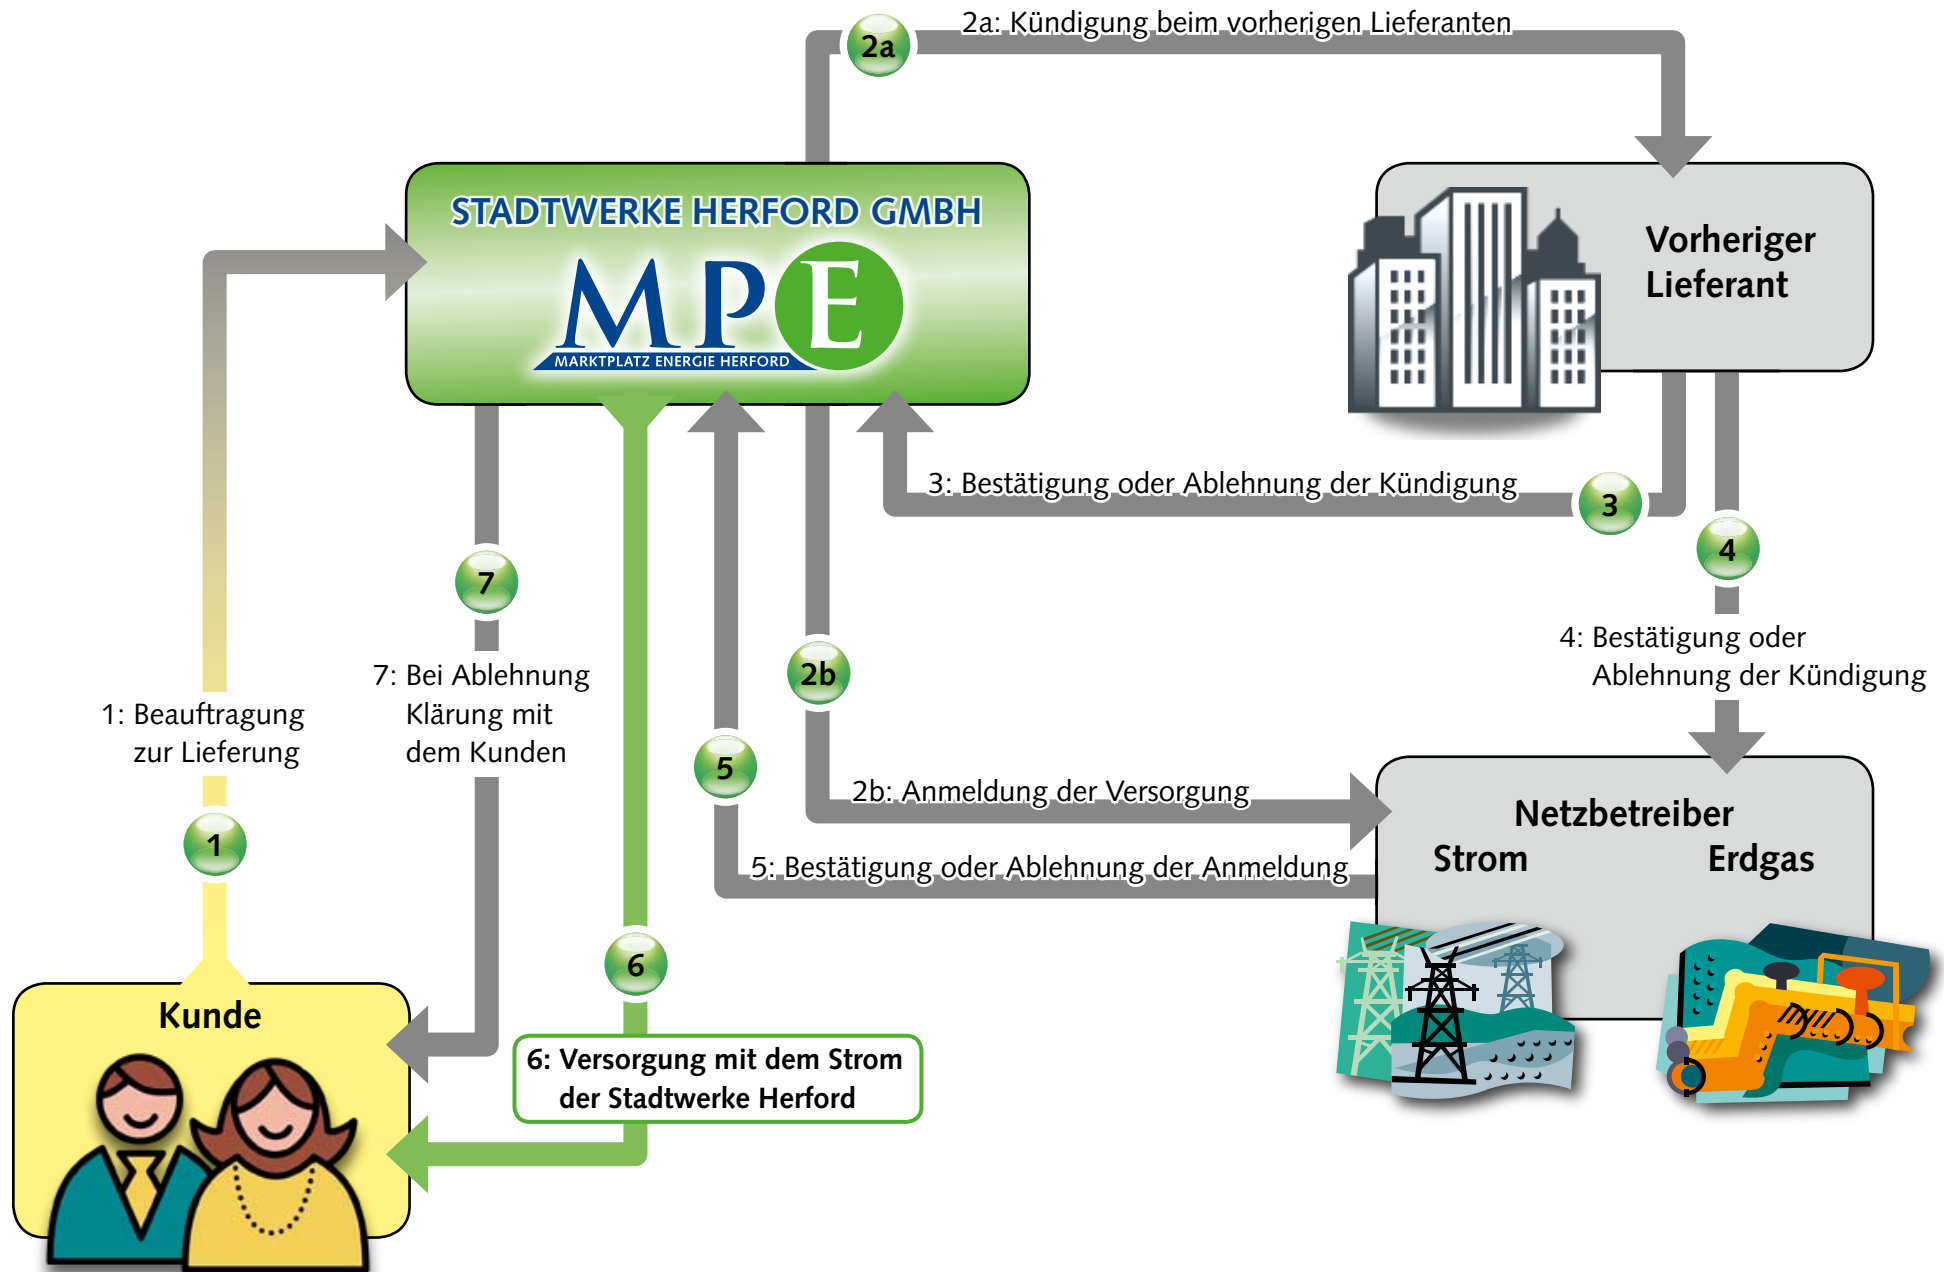 2a: Kündigung beim vorherigen Lieferanten
2a
STADTWERKE HERFORD GMBH
MPE
MARKTPLATZ ENERGIE HERFORD
Vorheriger
Lieferant
3: Bestätigung oder Ablehnung der Kündigung
3
4
7
4: Bestätigung oder
Ablehnung der Kündigung
2b
7: Bei Ablehnung
Klärung mit
dem Kunden
1: Beauftragung
zur Lieferung
5
2b: Anmeldung der Versorgung
Netzbetreiber
Strom
Erdgas
1
5: Bestätigung oder Ablehnung der Anmeldung
6
Kunde
6: Versorgung mit dem Strom
der Stadtwerke Herford